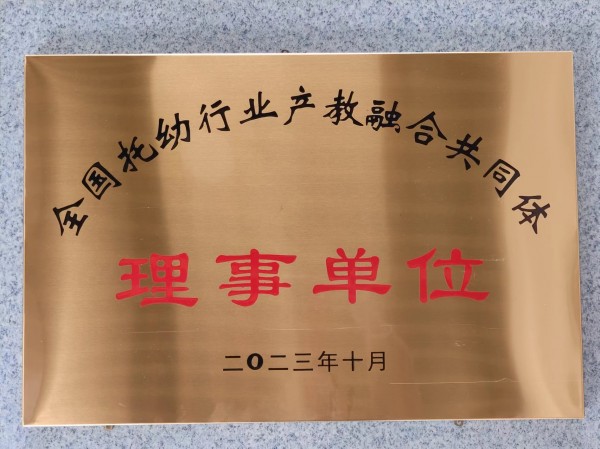 全国托幼行业产教融合共同体
理事单位
二〇二三年十月